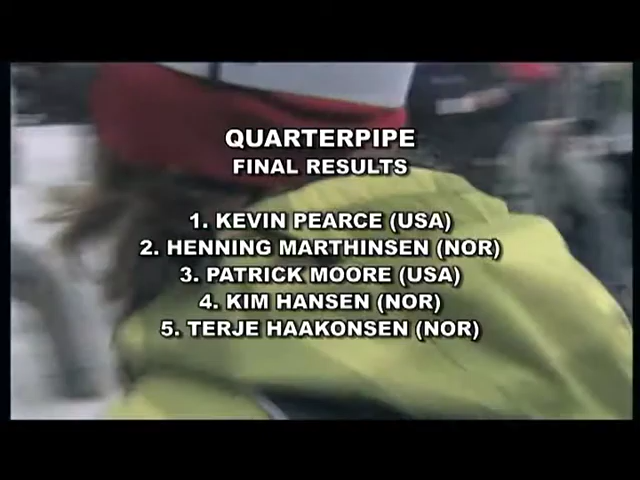 QUARTERPIPE
FINAL RESULTS
1. KEVIN PEARCE (USA)
2. HENNING MARTHINSEN (NOR)
3. PATRICK MOORE (USA)
4. KIM HANSEN (NOR)
5. TERJE HAAKONSEN (NOR)